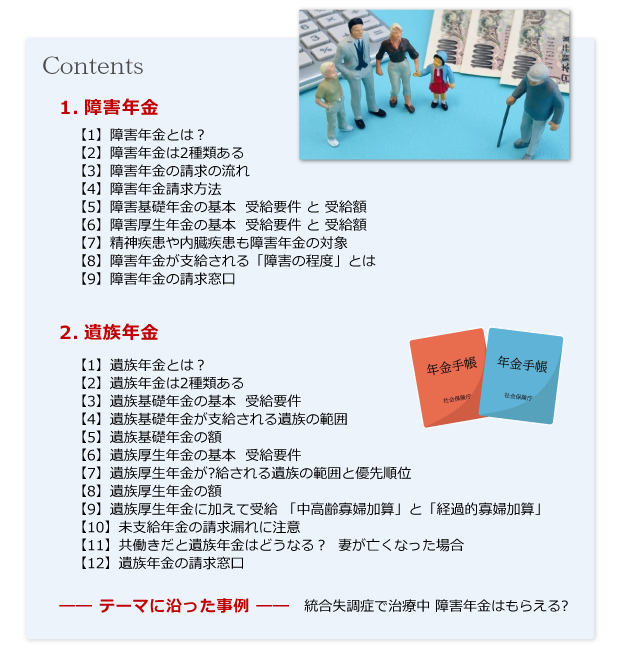 Contents
1. 障害年金
【1】障害年金とは？
【2】障害年金は2種類ある
【3】障害年金の請求の流れ
【4】障害年金請求方法
【5】障害基礎年金の基本 受給要件 と 受給額
【6】障害厚生年金の基本 受給要件 と 受給額
【7】精神疾患や内臓疾患も障害年金の対象
【8】障害年金が支給される「障害の程度」とは
【9】障害年金の請求窓口
2. 遺族年金
【1】遺族年金とは？
【2】遺族年金は2種類ある
【3】遺族基礎年金の基本 受給要件
【4】遺族基礎年金が支給される遺族の範囲
【5】遺族基礎年金の額
【6】遺族厚生年金の基本 受給要件
【7】遺族厚生年金が?給される遺族の範囲と優先順位
【8】遺族厚生年金の額
【9】遺族厚生年金に加えて受給 「中高齢寡婦加算」と「経過的寡婦加算」
【10】未支給年金の請求漏れに注意
【11】共働きだと遺族年金はどうなる？ 妻が亡くなった場合
【12】遺族年金の請求窓口
年金手帳
社会保険庁
年金手帳
社会保険庁
―― テーマに沿った事例 ―― 統合失調症で治療中 障害年金はもらえる?